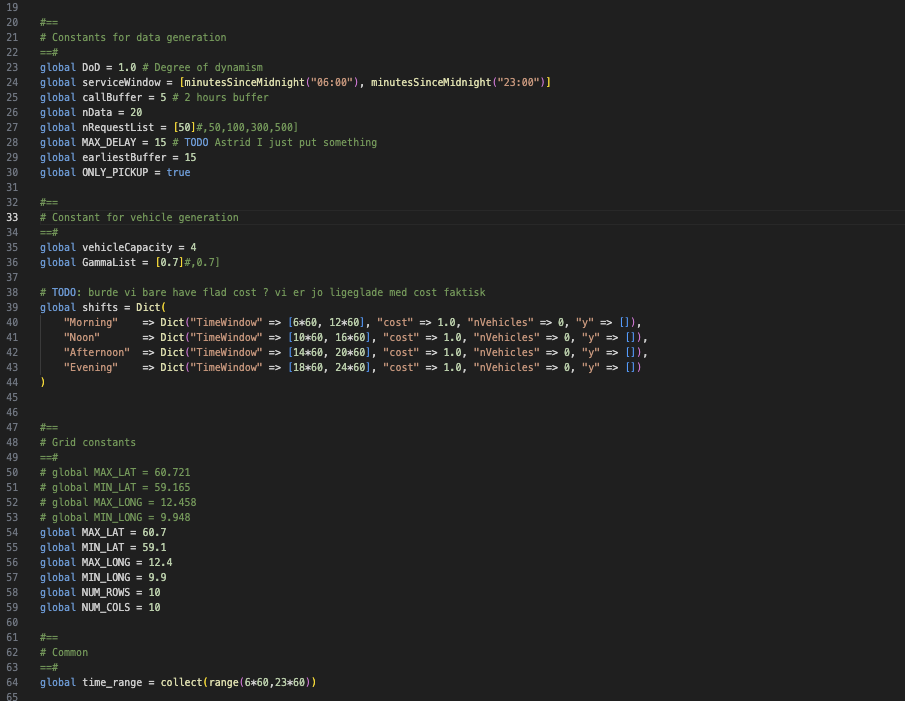 19
20 #==
21 # Constants for data generation
22 ==#
23 global DoD = 1.0 # Degree of dynamism
24 global serviceWindow = [minutesSinceMidnight("06:00"), minutesSinceMidnight("23:00")]
25 global callBuffer = 5 # 2 hours buffer
26 global nData = 20
27 global nRequestList = [50]#,50,100,300,500]
28 global MAX_DELAY = 15 # TODO Astrid I just put something
29 global earliestBuffer = 15
30 global ONLY_PICKUP = true
31
32 #==
33 # Constant for vehicle generation
34 ==#
35 global vehicleCapacity = 4
36 global GammaList = [0.7]#,0.7]
37
38 # TODO: burde vi bare have flad cost ? vi er jo ligeglade med cost faktisk
39 global shifts = Dict(
40     "Morning"    => Dict("TimeWindow" => [6*60, 12*60], "cost" => 1.0, "nVehicles" => 0, "y" => []),
41     "Noon"       => Dict("TimeWindow" => [10*60, 16*60], "cost" => 1.0, "nVehicles" => 0, "y" => []),
42     "Afternoon"  => Dict("TimeWindow" => [14*60, 20*60], "cost" => 1.0, "nVehicles" => 0, "y" => []),
43     "Evening"    => Dict("TimeWindow" => [18*60, 24*60], "cost" => 1.0, "nVehicles" => 0, "y" => [])
44 )
45
46
47 #==
48 # Grid constants
49 ==#
50 # global MAX_LAT = 60.721
51 # global MIN_LAT = 59.165
52 # global MAX_LONG = 12.458
53 # global MIN_LONG = 9.948
54 global MAX_LAT = 60.7
55 global MIN_LAT = 59.1
56 global MAX_LONG = 12.4
57 global MIN_LONG = 9.9
58 global NUM_ROWS = 10
59 global NUM_COLS = 10
60
61 #==
62 # Common
63 ==#
64 global time_range = collect(range(6*60,23*60))
65